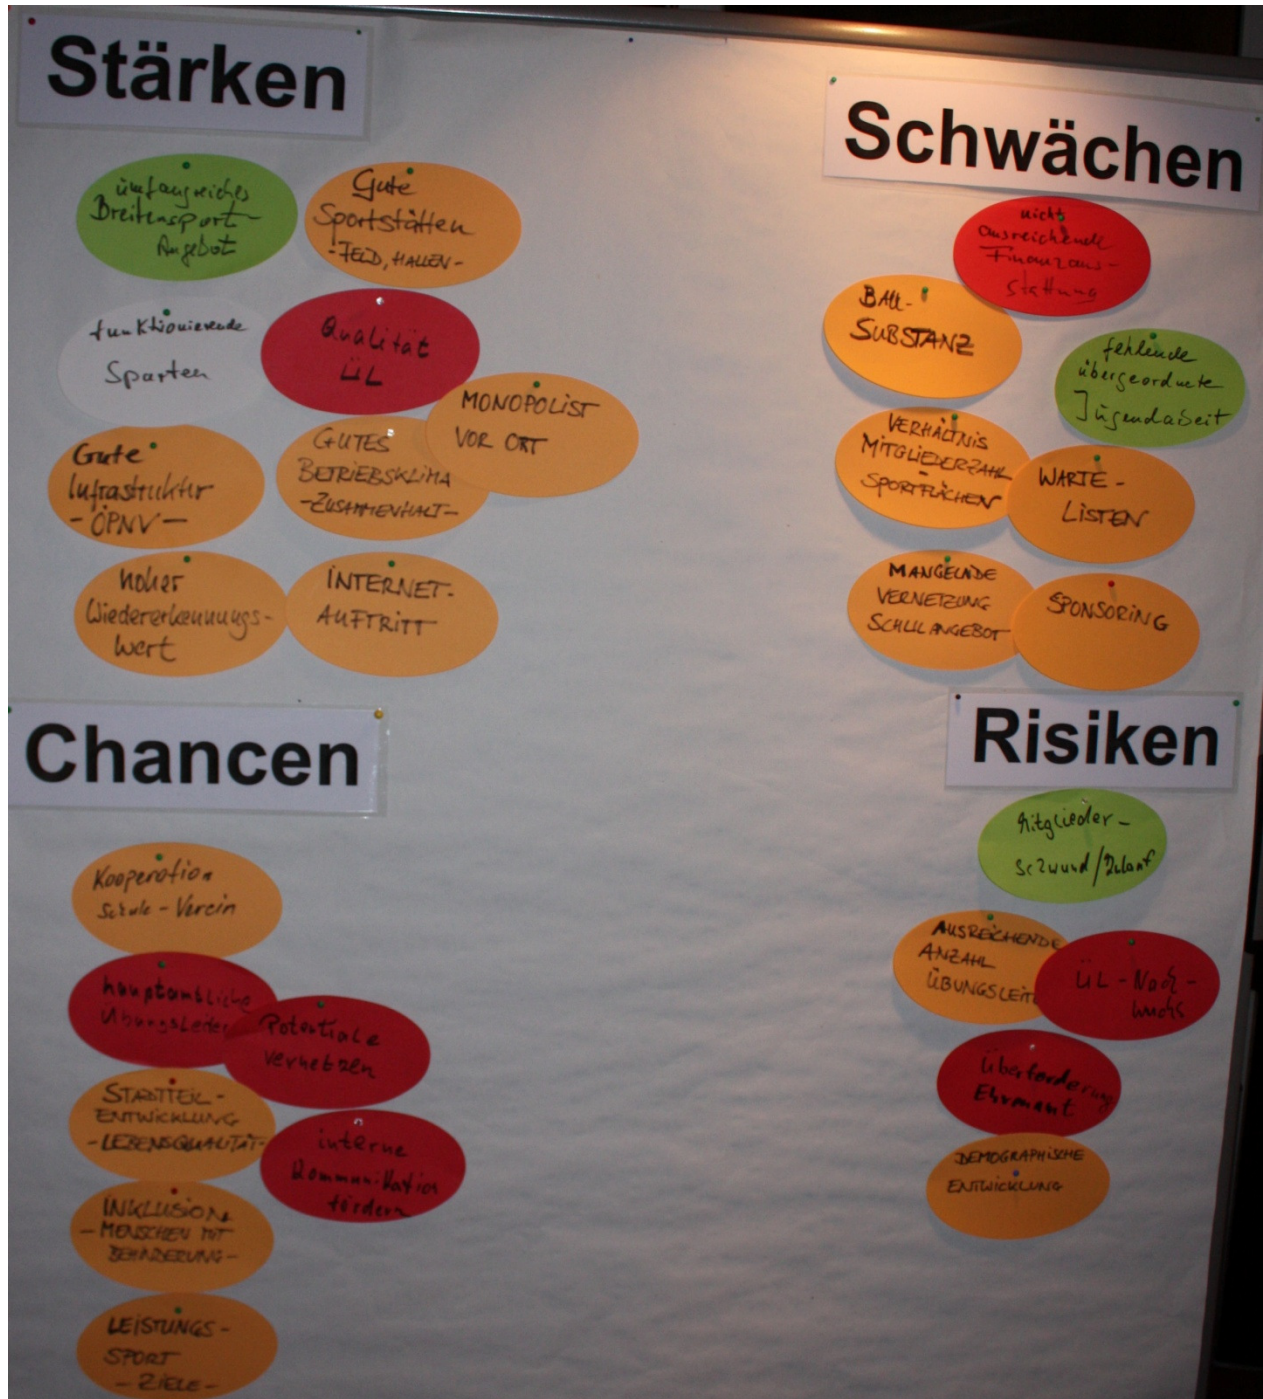 Stärken
umfangreiches
Breitensport-
Angebot
Gute
Sportstätten
- FELD, HALLEN -
funktionierende
Sparten
Qualität
ÜL
MONOPOLIST
VOR ORT
Gute
Infrastruktur
- ÖPNV -
GUTES
BETRIEBSKLIMA
- ZUSAMMENHALT -
hoher
Wiedererkennungs-
wert
INTERNET-
AUFTRITT
Schwächen
nicht
ausreichende
Finanzaus-
stattung
BAU-
SUBSTANZ
fehlende
übergeordnete
Jugendarbeit
VERHÄLTNIS
MITGLIEDERZAHL
-
SPORTFLÄCHEN
WARTE-
LISTEN
MANGELNDE
VERNETZUNG
SCHULANGEBOT
SPONSORING
Chancen
Kooperation
Schule - Verein
hauptamtliche
Übungsleiter
Potentiale
vernetzen
STADTTEIL-
ENTWICKLUNG
- LEBENSQUALITÄT -
interne
Kommunikation
fördern
INKLUSION
- MENSCHEN MIT
BEHINDERUNG -
LEISTUNGS-
SPORT
- ZIELE -
Risiken
Mitglieder-
schwund/Zulauf
AUSREICHENDE
ANZAHL
ÜBUNGSLEIT
ÜL - Nach-
wuchs
Überforderung
Ehrenamt
DEMOGRAPHISCHE
ENTWICKLUNG